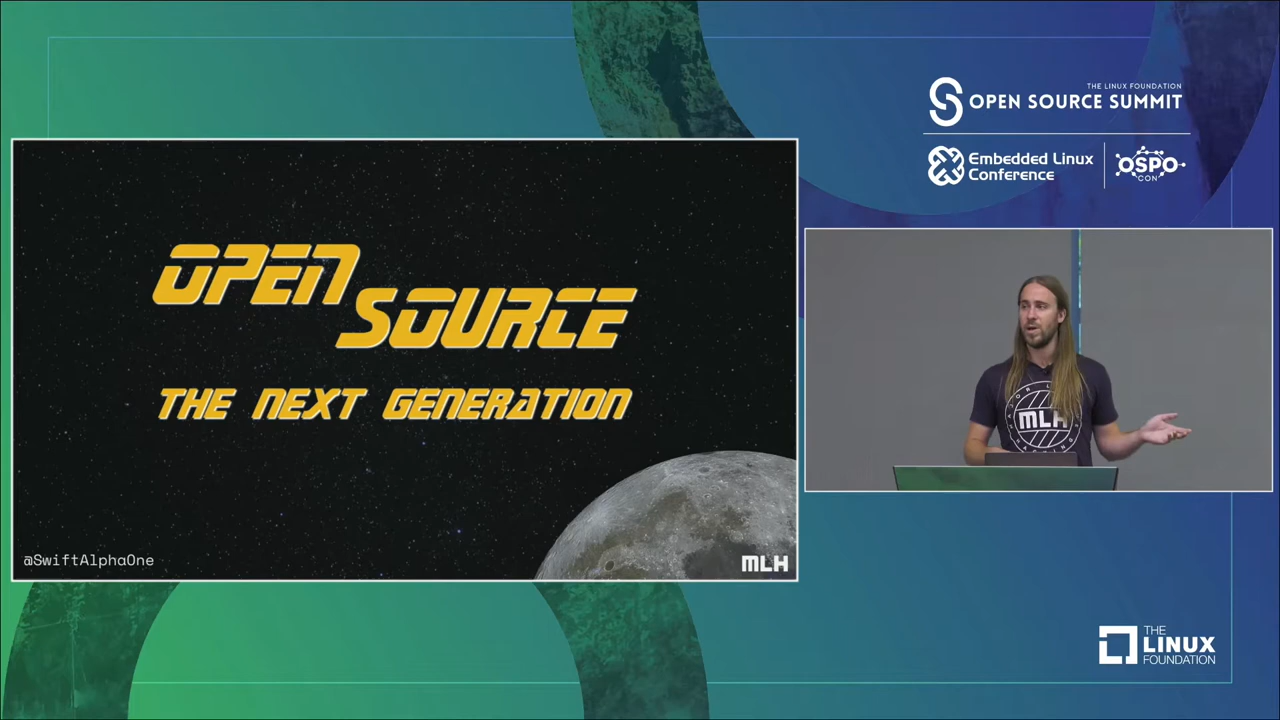 THE LINUX FOUNDATION
OPEN SOURCE SUMMIT
Embedded Linux
Conference
OSPO
CON
OPEN
SOURCE
THE NEXT GENERATION
@SwiftAlphaOne
MLH
MLH
THE
LINUX
FOUNDATION